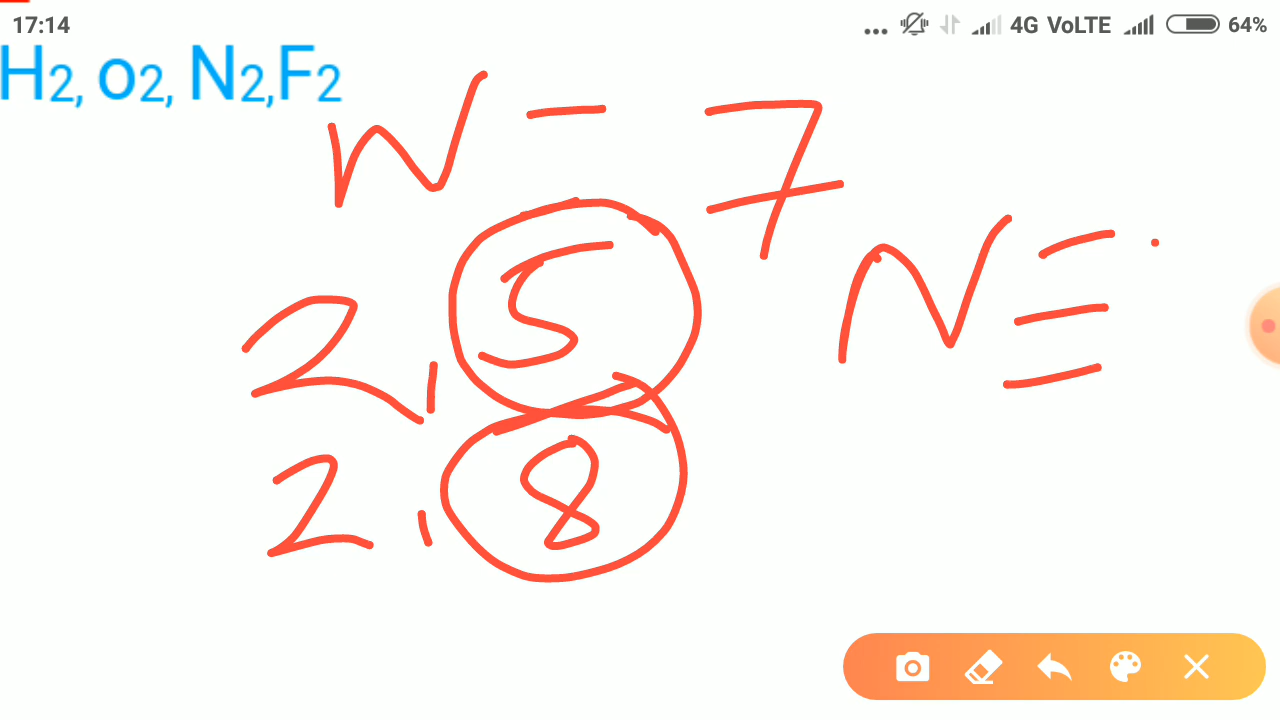 17:14 ... 4G VoLTE 64%
H2, O2, N2,F2
N - 7
2, 5
N ≡
2, 8